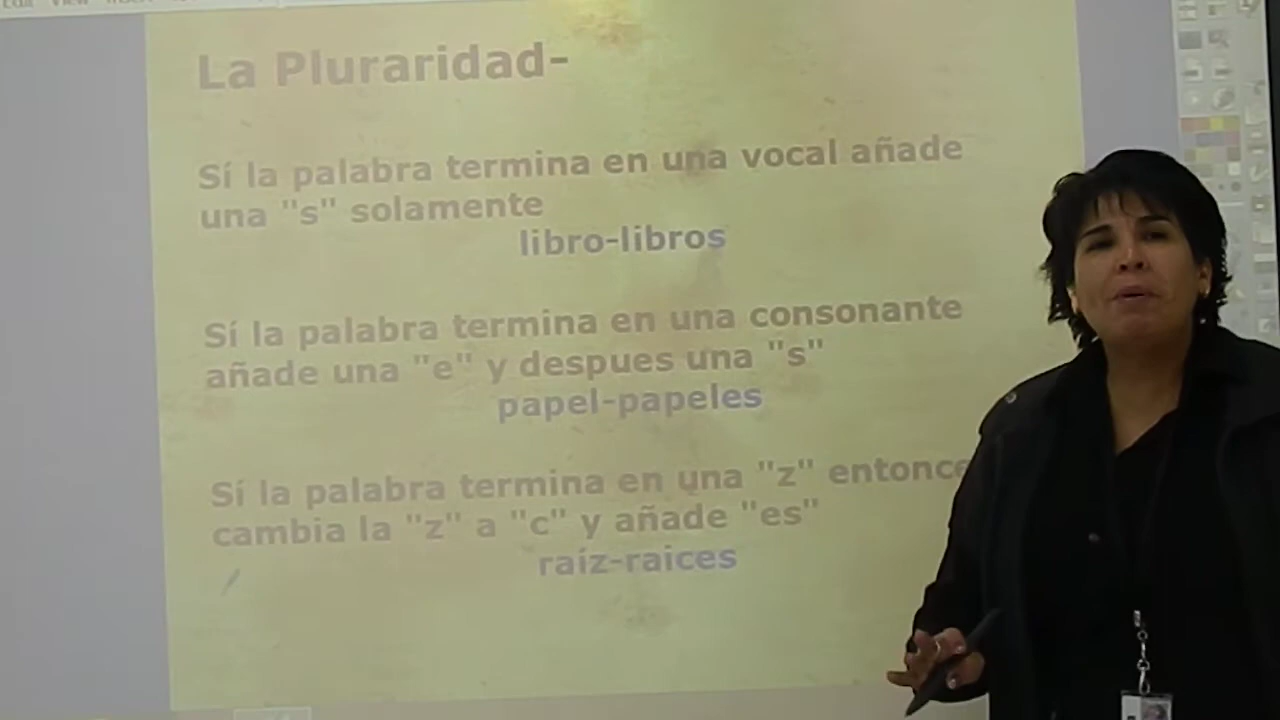 La Pluraridad-
Sí la palabra termina en una vocal añade
una "s" solamente
libro-libros
Sí la palabra termina en una consonante
añade una "e" y despues una "s"
papel-papeles
Sí la palabra termina en una "z"
cambia la "z" a "c" y añade "es"
raíz-raices